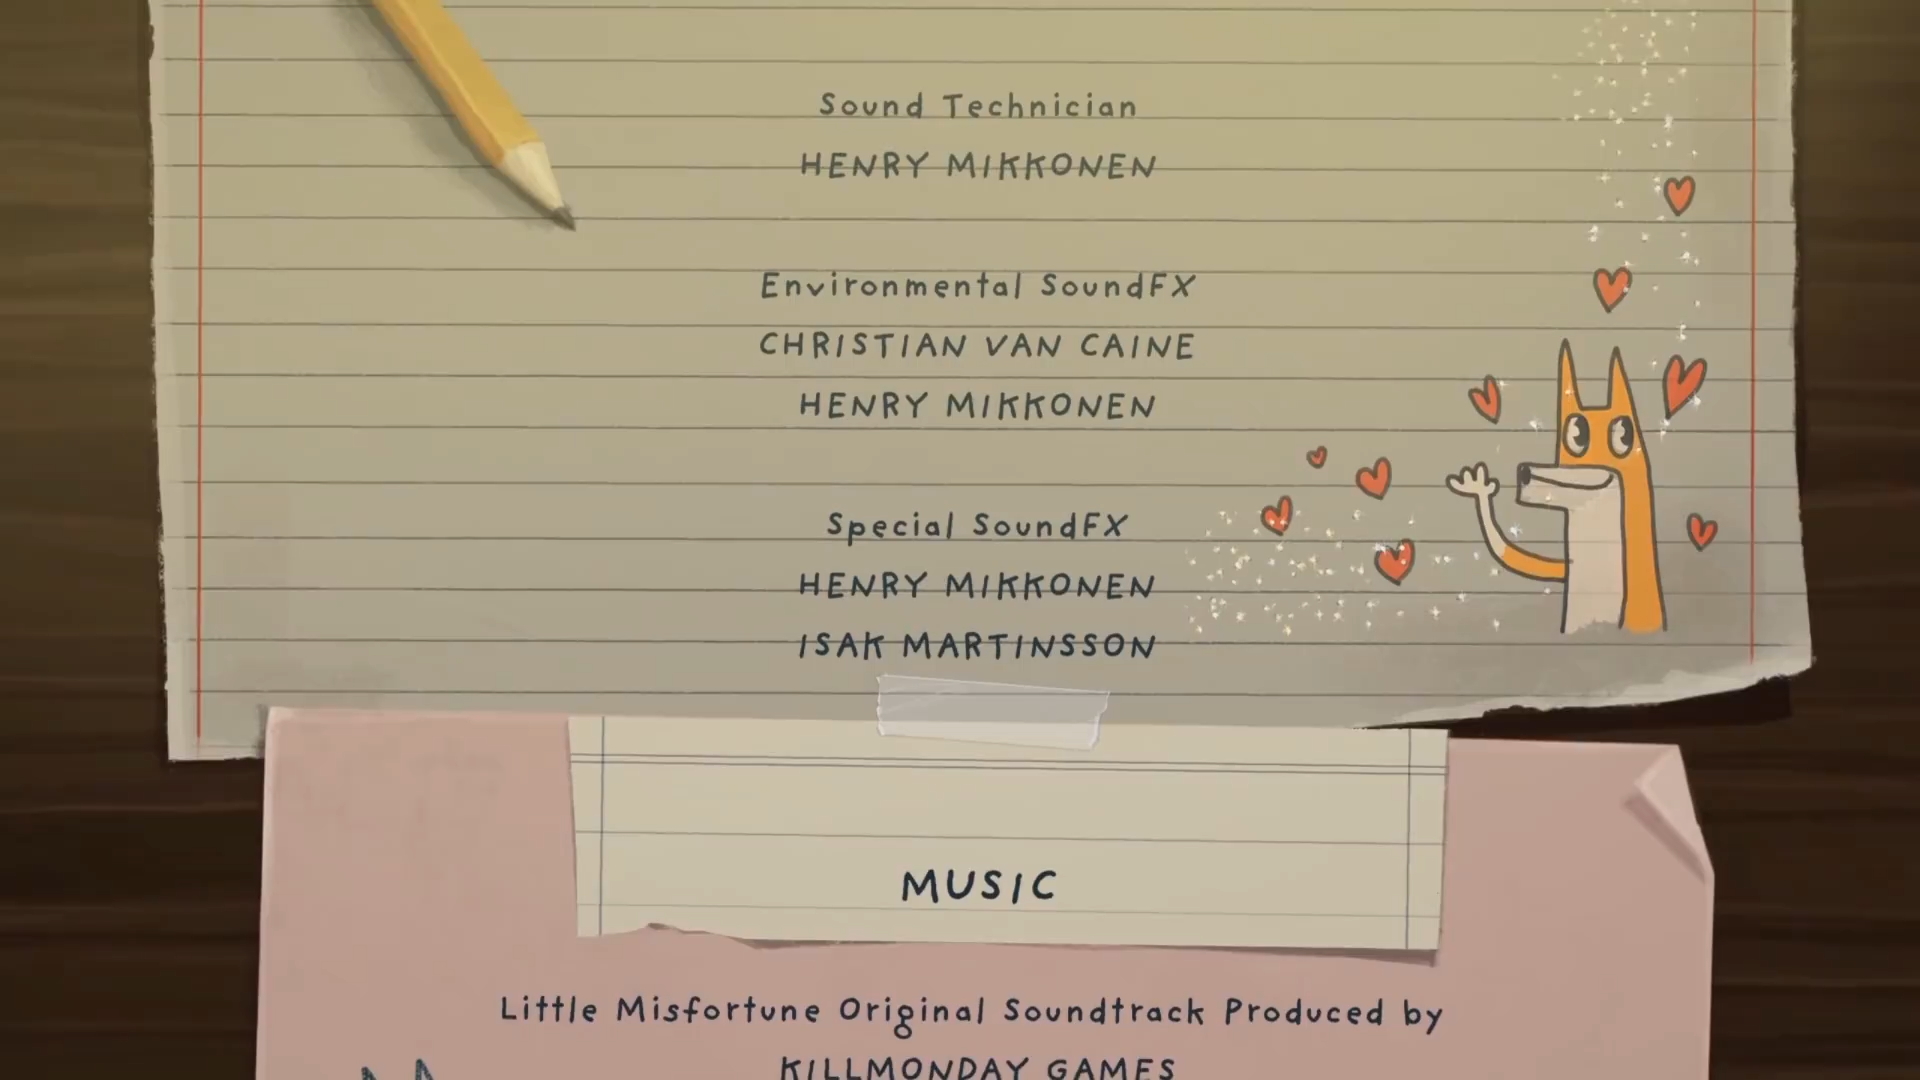 Sound Technician
HENRY MIKKONEN
Environmental SoundFX
CHRISTIAN VAN CAINE
HENRY MIKKONEN
Special SoundFX
HENRY MIKKONEN
ISAK MARTINSSON
MUSIC
Little Misfortune Original Soundtrack Produced by
KILLMONDAY GAMES